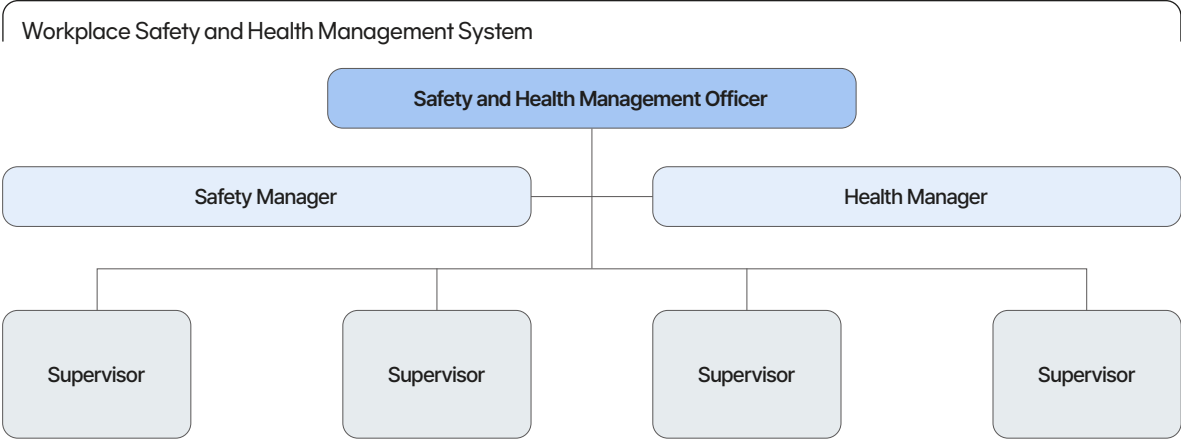 Workplace Safety and Health Management System
Safety and Health Management Officer
Safety Manager
Health Manager
Supervisor
Supervisor
Supervisor
Supervisor